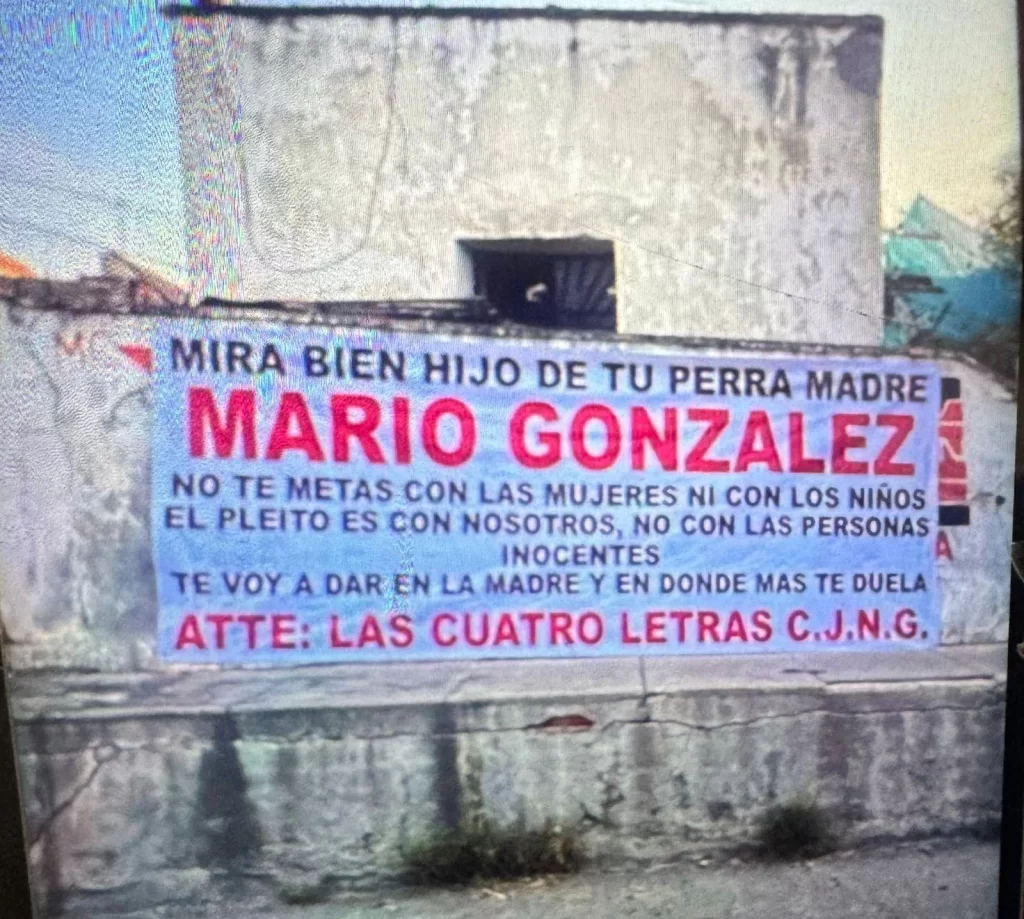 MIRA BIEN HIJO DE TU PERRA MADRE
MARIO GONZALEZ
NO TE METAS CON LAS MUJERES NI CON LOS NIÑOS
EL PLEITO ES CON NOSOTROS, NO CON LAS PERSONAS
INOCENTES
TE VOY A DAR EN LA MADRE Y EN DONDE MAS TE DUELA
ATTE: LAS CUATRO LETRAS C.J.N.G.